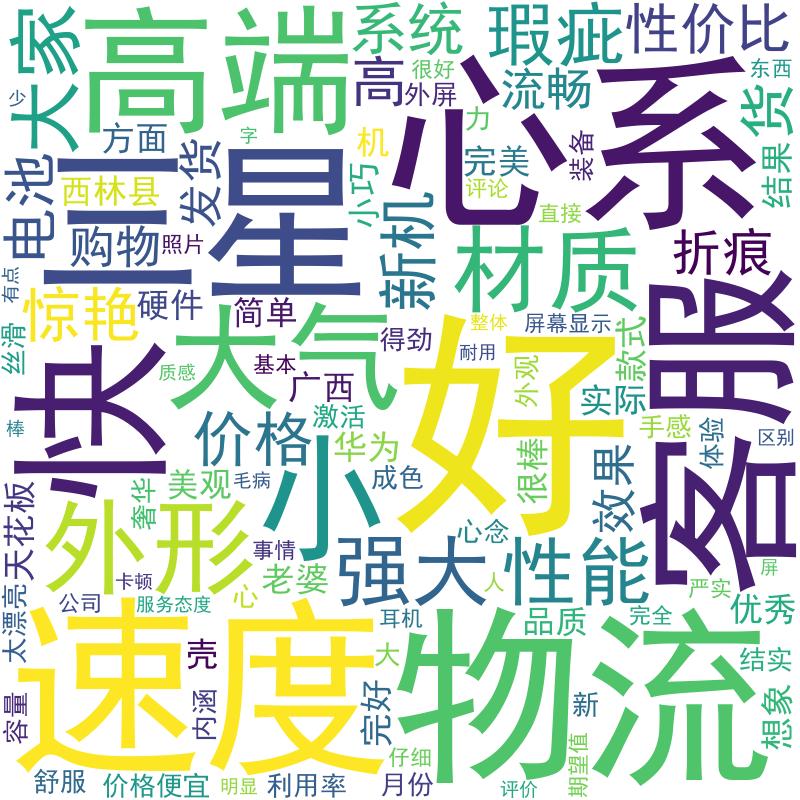 大家
高端
系统
瑕疵
性价比
少
很好
高
外屏
流畅
心系
东西
货
方面
字
机
力
完美
装备
结果
电池
三星
西林县
发货
小巧
评论
直接
购物
照片
新机
材质
折痕
有点
惊艳
硬件
简单
整体
屏幕显示
客服
丝滑
大气
得劲
耐用
款式
快
质感
基本
广西
好
外观
实际
棒
价格
激活
手感
体验
区别
华为
小
很棒
效果
美观
毛病
成色
天花板
奢华
外形
心念
事情
强大
性能
卡顿
老婆
人
严实
屏
太漂亮
公司
服务态度
心
耳机
品质
完全
优秀
速度
物流
壳
大
结实
容量
内涵
完好
新
想象
仔细
期望值
舒服
价格便宜
明显
利用率
月份
评价